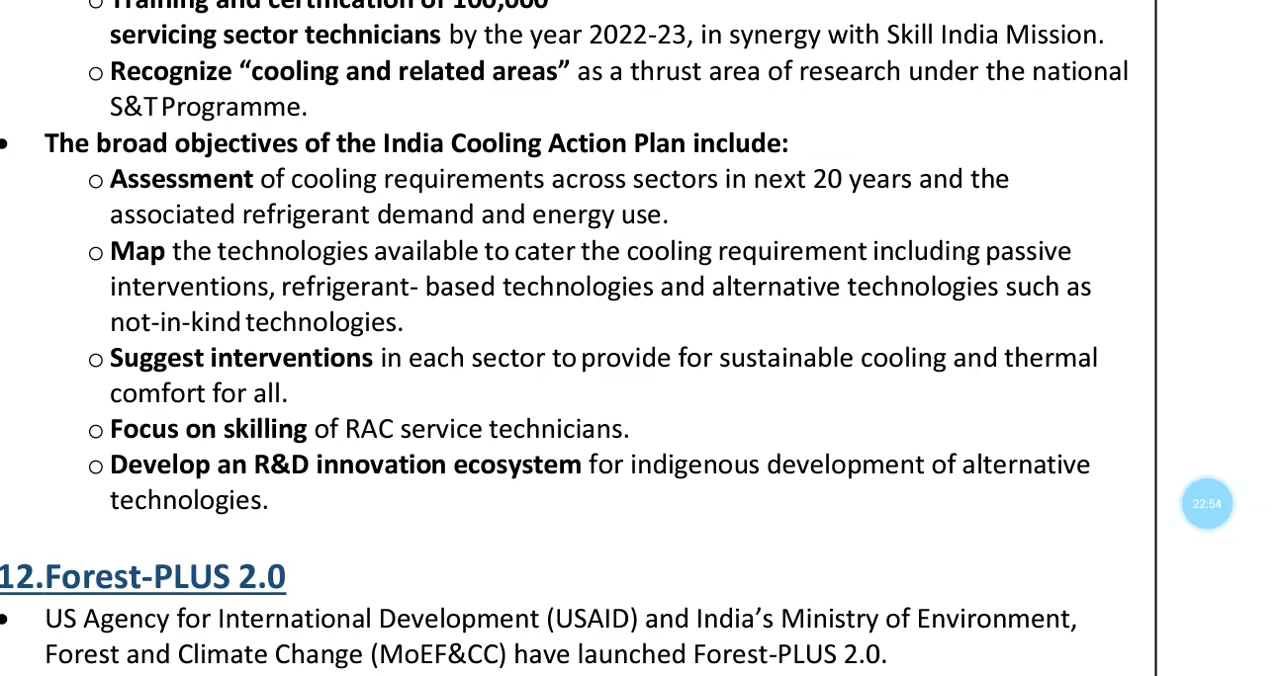 ○ Training and certification of 100,000
servicing sector technicians by the year 2022-23, in synergy with Skill India Mission.
○ Recognize “cooling and related areas” as a thrust area of research under the national
S&T Programme.
• The broad objectives of the India Cooling Action Plan include:
○ Assessment of cooling requirements across sectors in next 20 years and the
associated refrigerant demand and energy use.
○ Map the technologies available to cater the cooling requirement including passive
interventions, refrigerant- based technologies and alternative technologies such as
not-in-kind technologies.
○ Suggest interventions in each sector to provide for sustainable cooling and thermal
comfort for all.
○ Focus on skilling of RAC service technicians.
○ Develop an R&D innovation ecosystem for indigenous development of alternative
technologies.
22:54
12.Forest-PLUS 2.0
• US Agency for International Development (USAID) and India’s Ministry of Environment,
Forest and Climate Change (MoEF&CC) have launched Forest-PLUS 2.0.